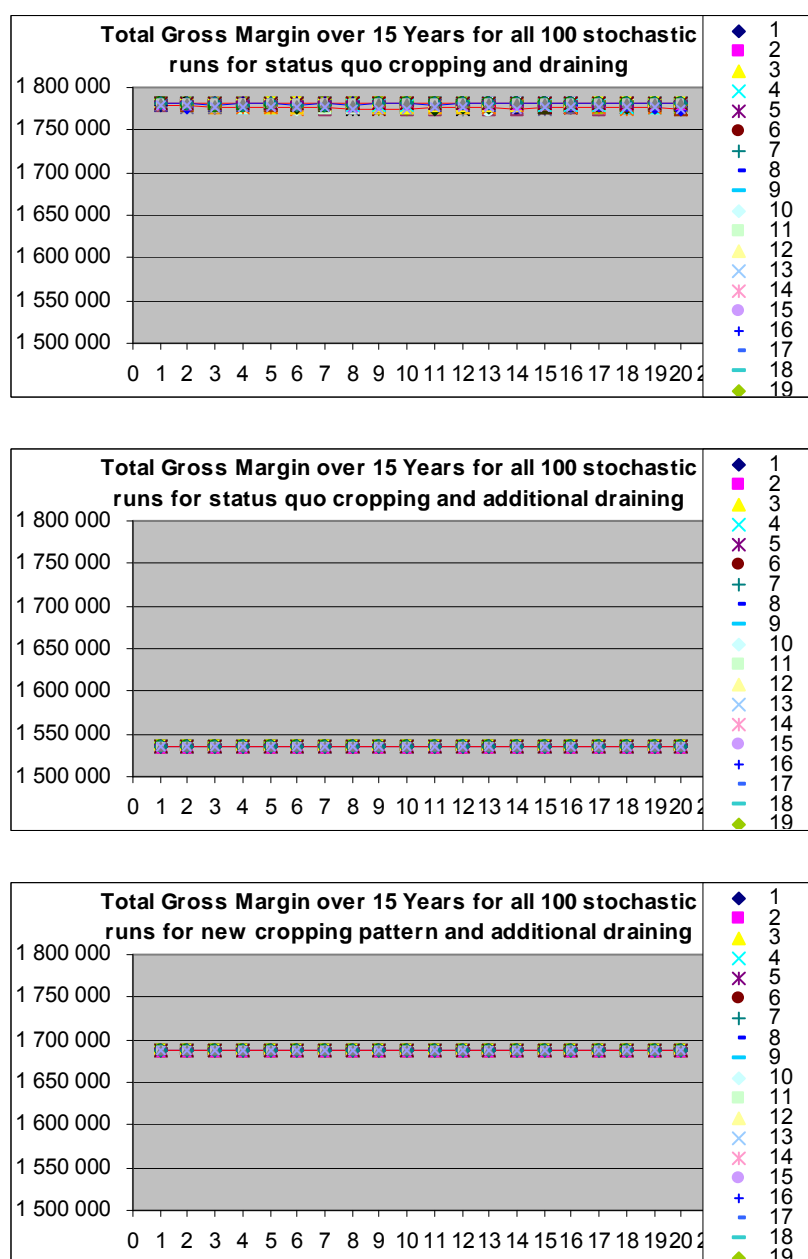 Total Gross Margin over 15 Years for all 100 stochastic
runs for status quo cropping and draining
1 800 000
1 750 000
1 700 000
1 650 000
1 600 000
1 550 000
1 500 000
0 1 2 3 4 5 6 7 8 9 10 11 12 13 14 15 16 17 18 19 20
1
2
3
4
5
6
7
8
9
10
11
12
13
14
15
16
17
18
19
Total Gross Margin over 15 Years for all 100 stochastic
runs for status quo cropping and additional draining
1 800 000
1 750 000
1 700 000
1 650 000
1 600 000
1 550 000
1 500 000
0 1 2 3 4 5 6 7 8 9 10 11 12 13 14 15 16 17 18 19 20
1
2
3
4
5
6
7
8
9
10
11
12
13
14
15
16
17
18
19
Total Gross Margin over 15 Years for all 100 stochastic
runs for new cropping pattern and additional draining
1 800 000
1 750 000
1 700 000
1 650 000
1 600 000
1 550 000
1 500 000
0 1 2 3 4 5 6 7 8 9 10 11 12 13 14 15 16 17 18 19 20
1
2
3
4
5
6
7
8
9
10
11
12
13
14
15
16
17
18
19